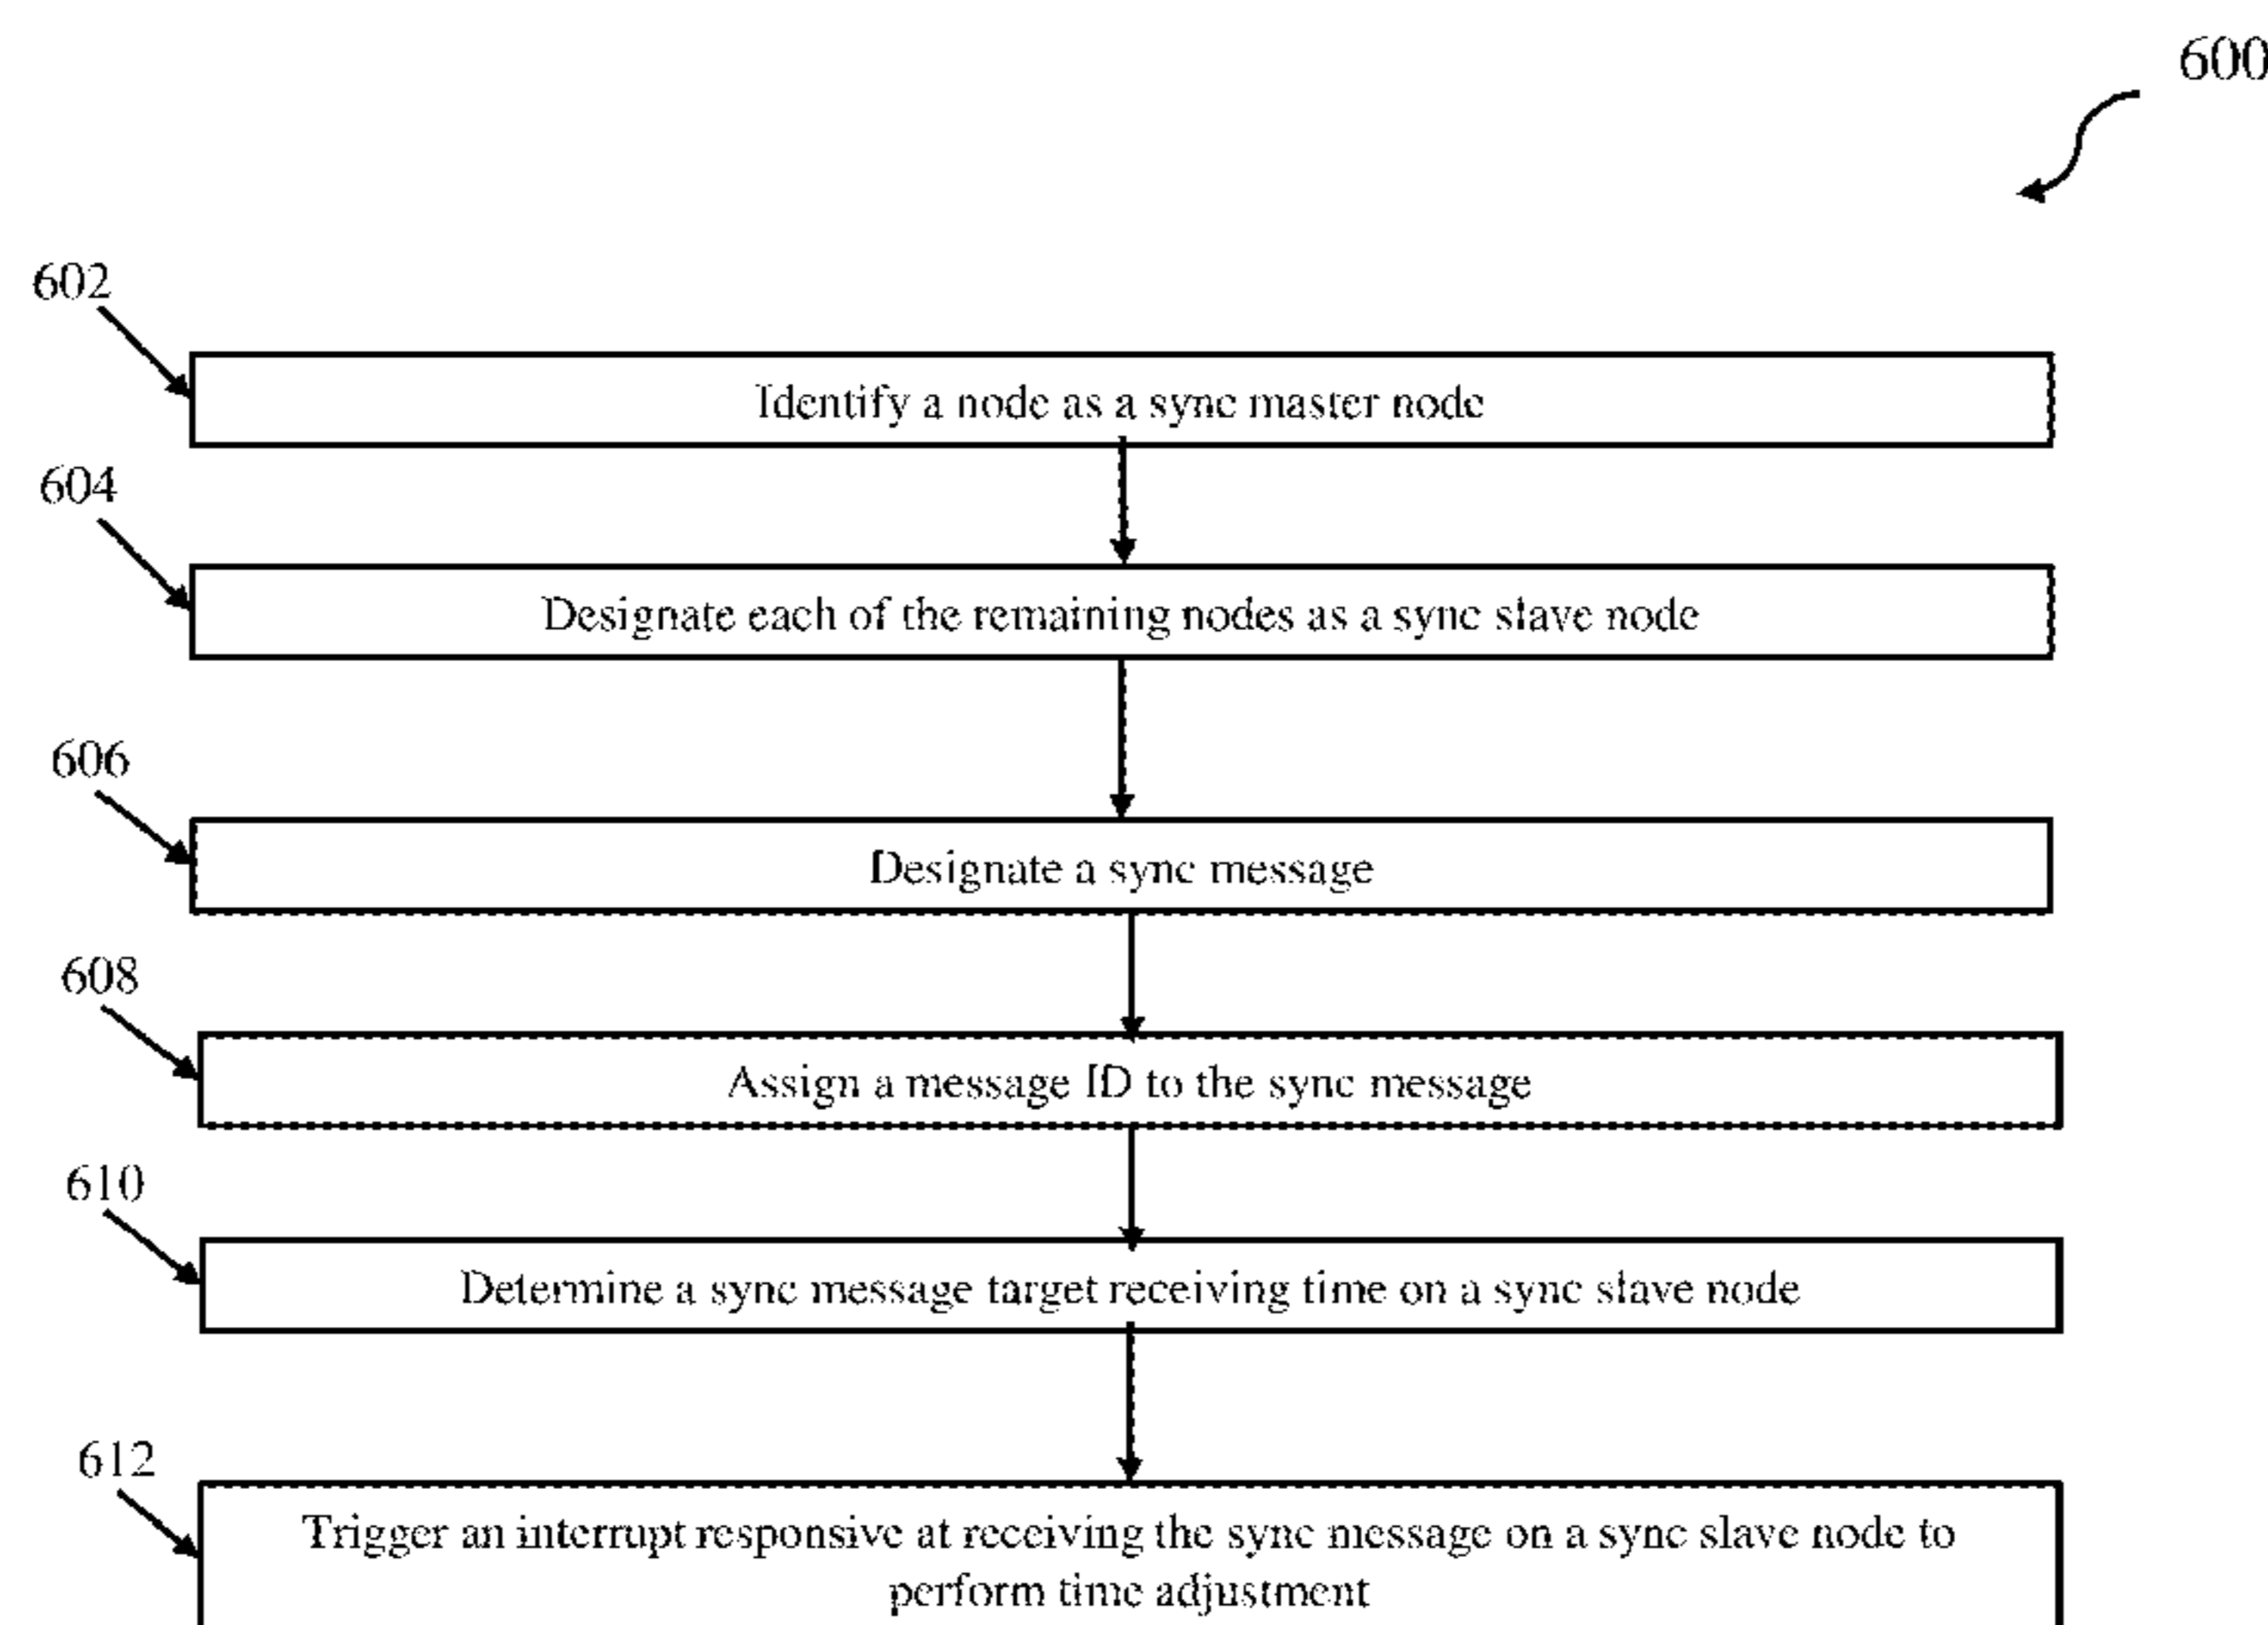 600
602
Identify a node as a sync master node
604
Designate each of the remaining nodes as a sync slave node
606
Designate a sync message
608
Assign a message ID to the sync message
610
Determine a sync message target receiving time on a sync slave node
612
Trigger an interrupt responsive at receiving the sync message on a sync slave node to
perform time adjustment